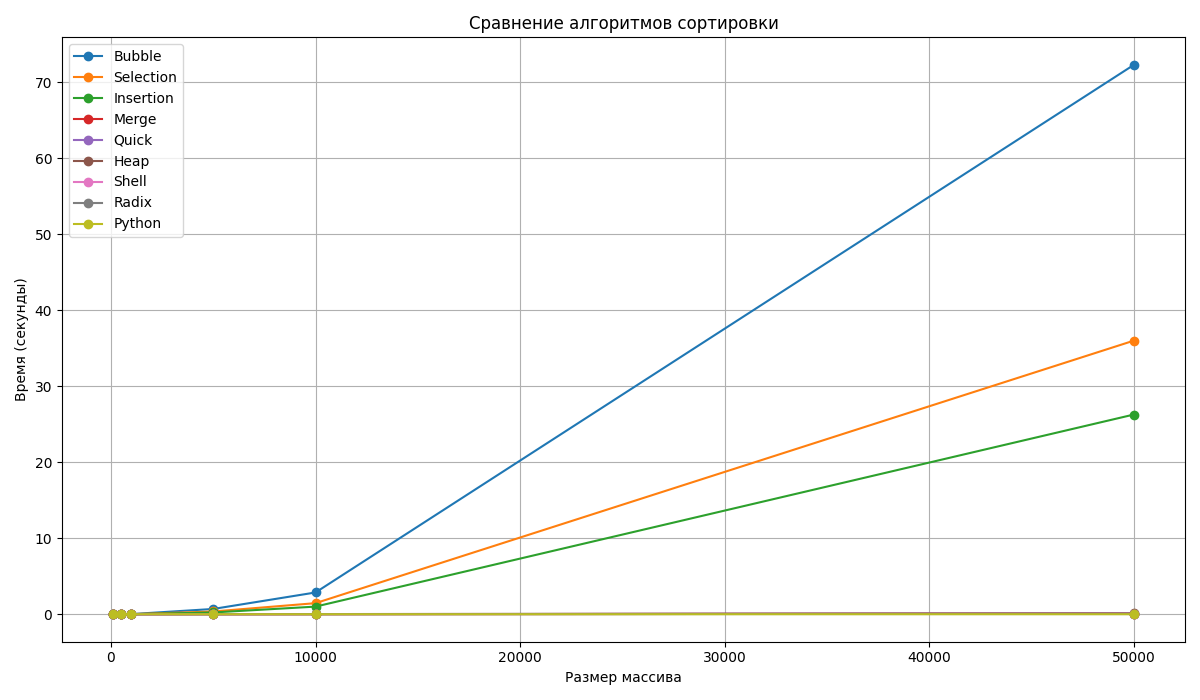 Сравнение алгоритмов сортировки
Bubble
Selection
Insertion
Merge
Quick
Heap
Shell
Radix
Python
Время (секунды)
70
60
50
40
30
20
10
0
0
10000
20000
30000
40000
50000
Размер массива